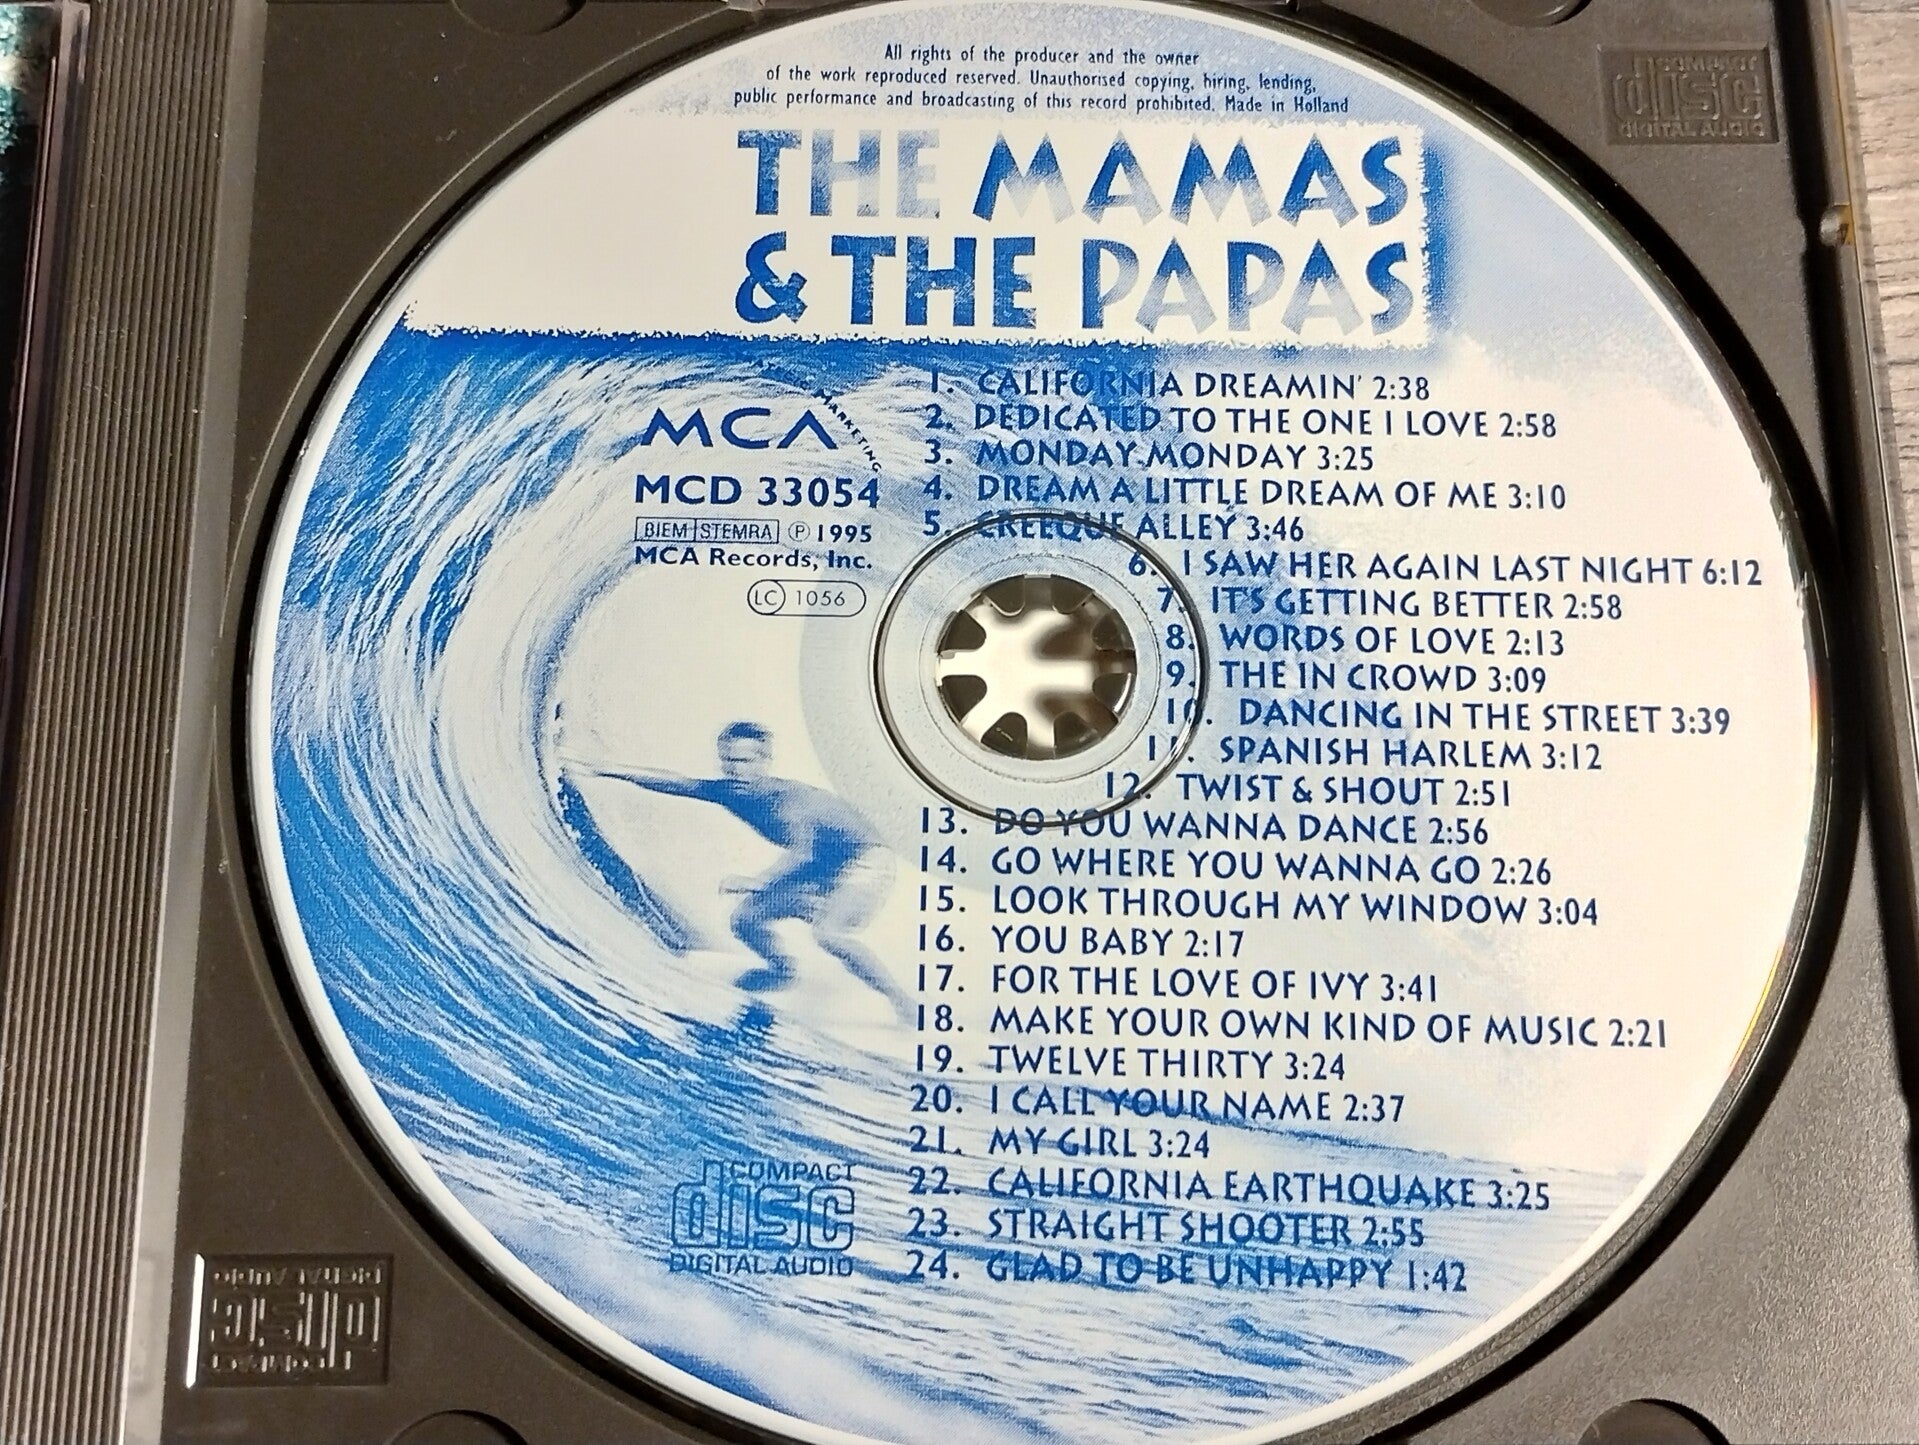 All rights of the producer and the owner
of the work reproduced reserved. Unauthorised copying, hiring, lending,
public performance and broadcasting of this record prohibited. Made in Holland
COMPACT
disc
DIGITAL AUDIO
THE MAMAS
& THE PAPAS
MCA
MARKETING
MCD 33054
BIEM STEMRA ℗ 1995
MCA Records, Inc.
LC 1056
1. CALIFORNIA DREAMIN' 2:38
2. DEDICATED TO THE ONE I LOVE 2:58
3. MONDAY MONDAY 3:25
4. DREAM A LITTLE DREAM OF ME 3:10
5. CREEQUE ALLEY 3:46
6. I SAW HER AGAIN LAST NIGHT 6:12
7. IT'S GETTING BETTER 2:58
8. WORDS OF LOVE 2:13
9. THE IN CROWD 3:09
10. DANCING IN THE STREET 3:39
11. SPANISH HARLEM 3:12
12. TWIST & SHOUT 2:51
13. DO YOU WANNA DANCE 2:56
14. GO WHERE YOU WANNA GO 2:26
15. LOOK THROUGH MY WINDOW 3:04
16. YOU BABY 2:17
17. FOR THE LOVE OF IVY 3:41
18. MAKE YOUR OWN KIND OF MUSIC 2:21
19. TWELVE THIRTY 3:24
20. I CALL YOUR NAME 2:37
21. MY GIRL 3:24
22. CALIFORNIA EARTHQUAKE 3:25
23. STRAIGHT SHOOTER 2:55
24. GLAD TO BE UNHAPPY 1:42
COMPACT
disc
DIGITAL AUDIO
COMPACT
disc
DIGITAL AUDIO